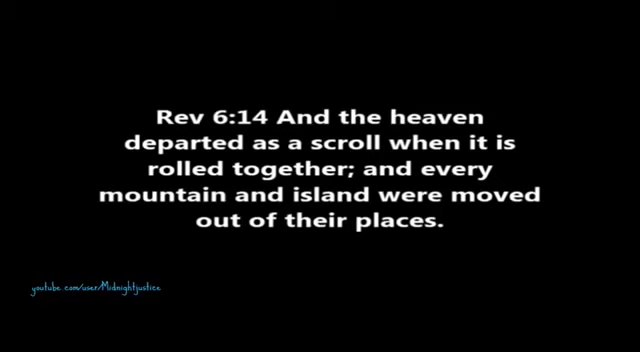 Rev 6:14 And the heaven
departed as a scroll when it is
rolled together; and every
mountain and island were moved
out of their places.
youtube.com/user/Midnightjustice